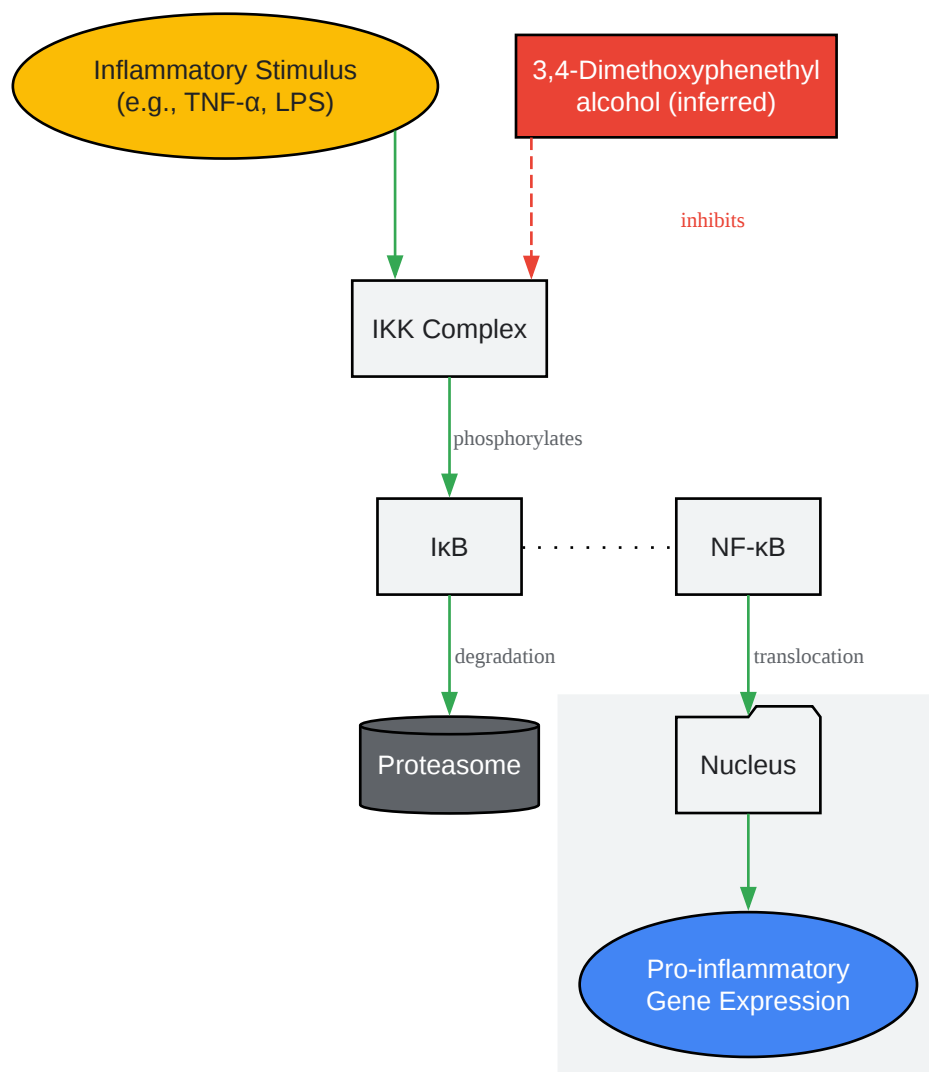 Inflammatory Stimulus
(e.g., TNF-α, LPS)
3,4-Dimethoxyphenethyl
alcohol (inferred)
inhibits
IKK Complex
phosphorylates
IκB
NF-κB
degradation
translocation
Proteasome
Nucleus
Pro-inflammatory
Gene Expression